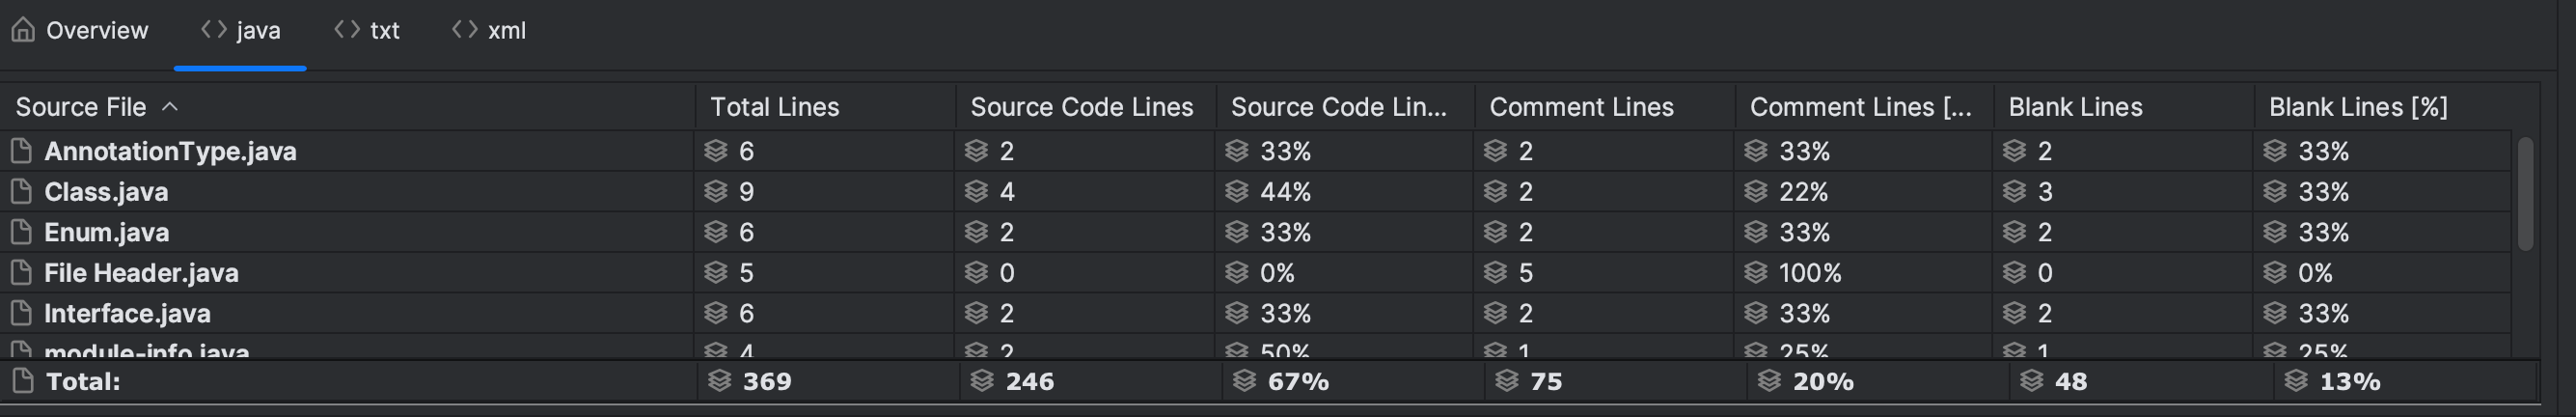 Overview java txt xml
Source File Total Lines Source Code Lines Source Code Lin... Comment Lines Comment Lines [... Blank Lines Blank Lines [%]
AnnotationType.java 6 2 33% 2 33% 2 33%
Class.java 9 4 44% 2 22% 3 33%
Enum.java 6 2 33% 2 33% 2 33%
File Header.java 5 0 0% 5 100% 0 0%
Interface.java 6 2 33% 2 33% 2 33%
module-info.java 4 2 50% 1 25% 1 25%
Total: 369 246 67% 75 20% 48 13%